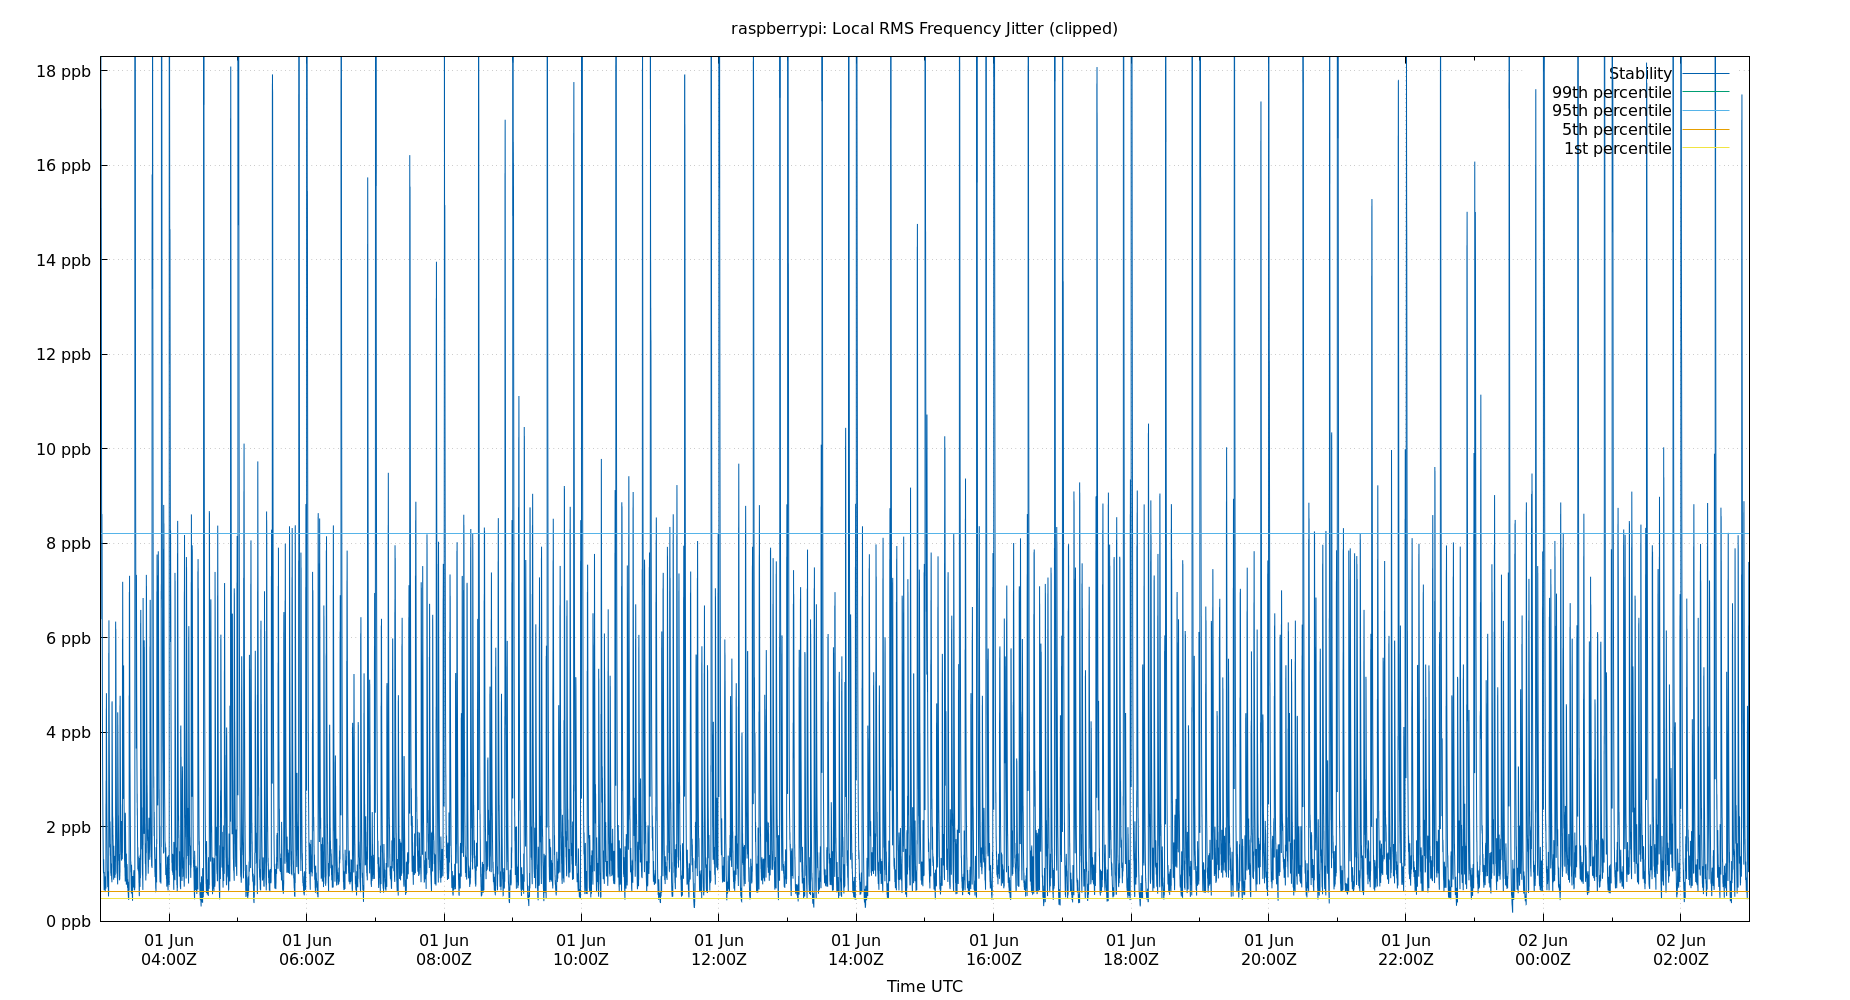 raspberrypi: Local RMS Frequency Jitter (clipped)
18 ppb
16 ppb
14 ppb
12 ppb
10 ppb
8 ppb
6 ppb
4 ppb
2 ppb
0 ppb
Stability
99th percentile
95th percentile
5th percentile
1st percentile
01 Jun 01 Jun 01 Jun 01 Jun 01 Jun 01 Jun 01 Jun 01 Jun 01 Jun 01 Jun 02 Jun 02 Jun
04:00Z 06:00Z 08:00Z 10:00Z 12:00Z 14:00Z 16:00Z 18:00Z 20:00Z 22:00Z 00:00Z 02:00Z
Time UTC